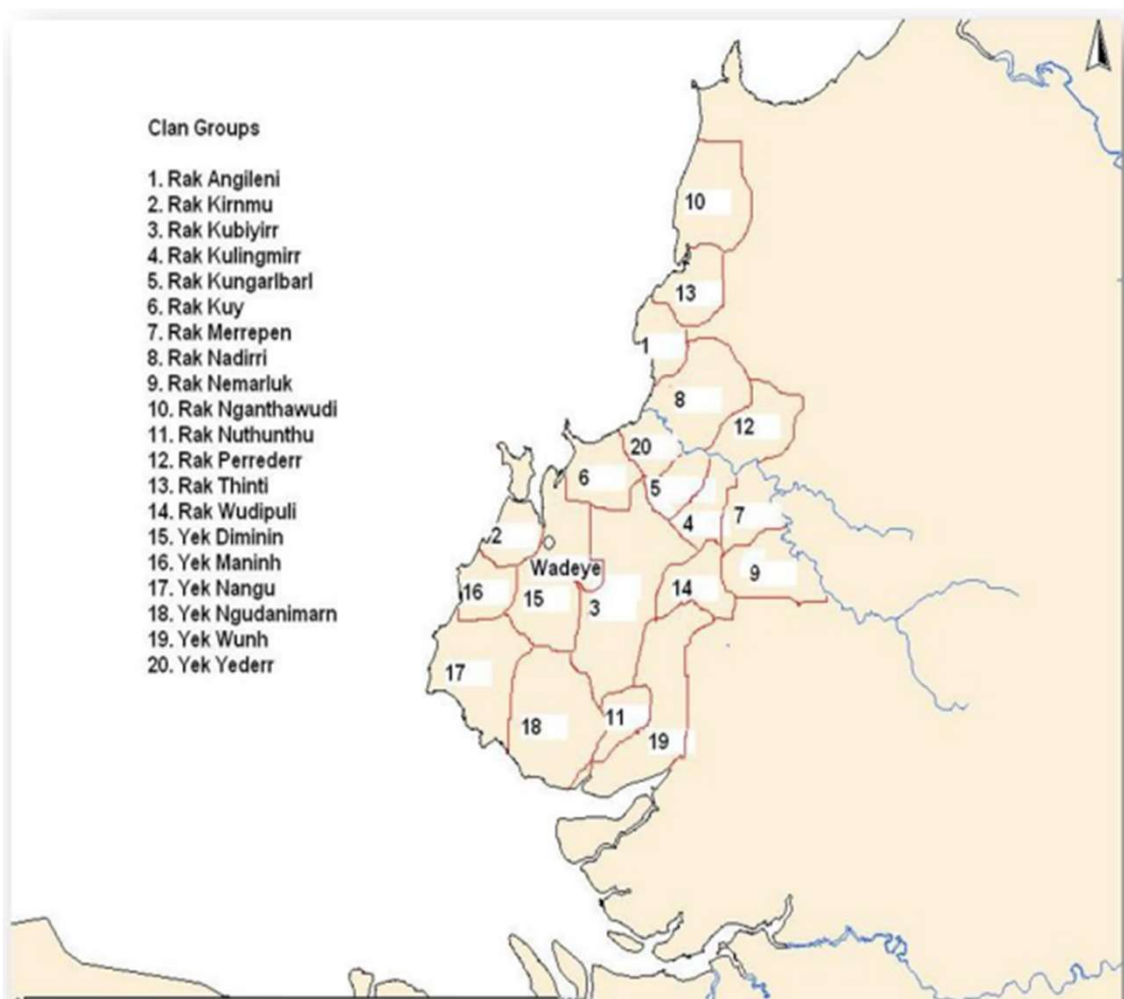 Clan Groups
1. Rak Angileni
2. Rak Kirnmu
3. Rak Kubiyirr
4. Rak Kulingmirr
5. Rak Kungarlbarl
6. Rak Kuy
7. Rak Merrepen
8. Rak Nadirri
9. Rak Nemarluk
10. Rak Nganthawudi
11. Rak Nuthunthu
12. Rak Perrederr
13. Rak Thinti
14. Rak Wudipuli
15. Yek Diminin
16. Yek Maninh
17. Yek Nangu
18. Yek Ngudanimarn
19. Yek Wunh
20. Yek Yederr
10
13
1
8
12
20
6
5
7
4
2
Wadeye
9
14
16
15
3
17
11
18
19